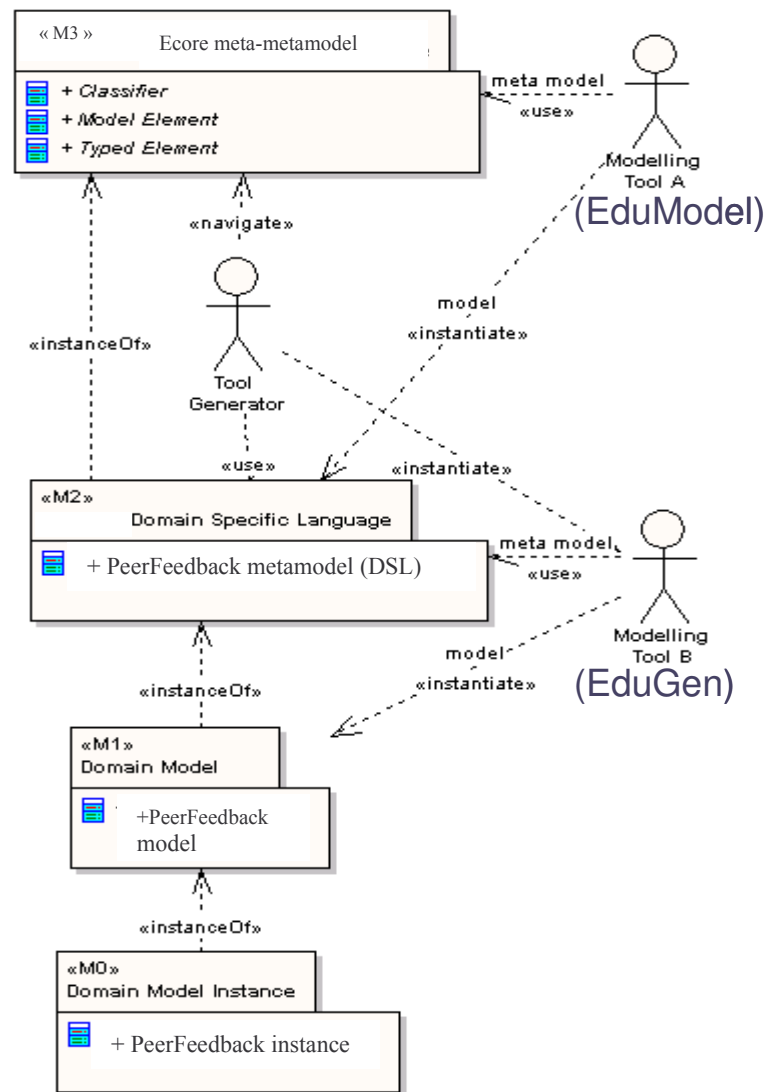 « M3 »
Ecore meta-metamodel
+ Classifier
+ Model Element
+ Typed Element
meta model
«use»
Modelling
Tool A
(EduModel)
«navigate»
model
«instantiate»
«instanceOf»
Tool
Generator
«use»
«instantiate»
«M2»
Domain Specific Language
+ PeerFeedback metamodel (DSL)
meta model
«use»
Modelling
Tool B
(EduGen)
model
«instantiate»
«instanceOf»
«M1»
Domain Model
+PeerFeedback
model
«instanceOf»
«M0»
Domain Model Instance
+ PeerFeedback instance